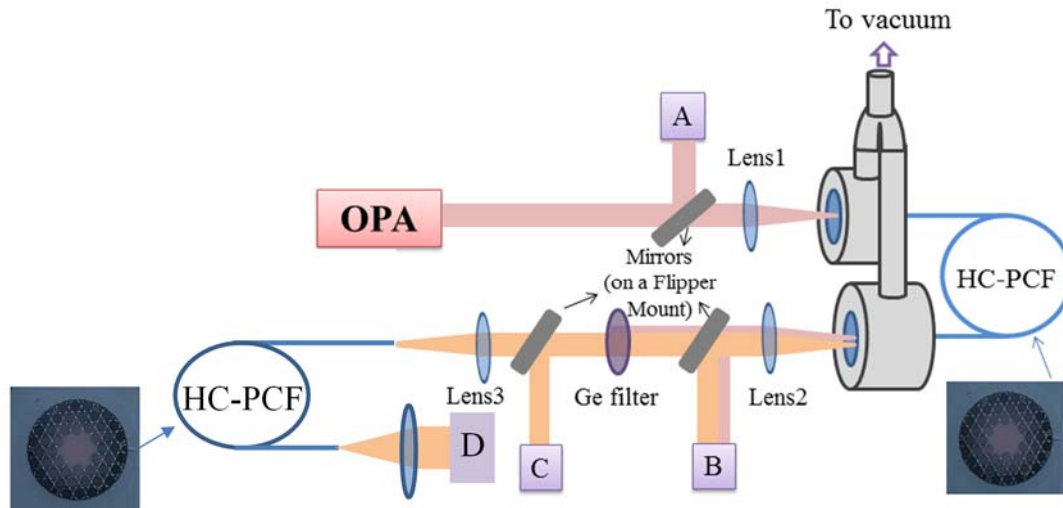 To vacuum
A
Lens1
OPA
Mirrors
(on a Flipper
Mount)
HC-PCF
HC-PCF
Lens3
Ge filter
Lens2
D
C
B